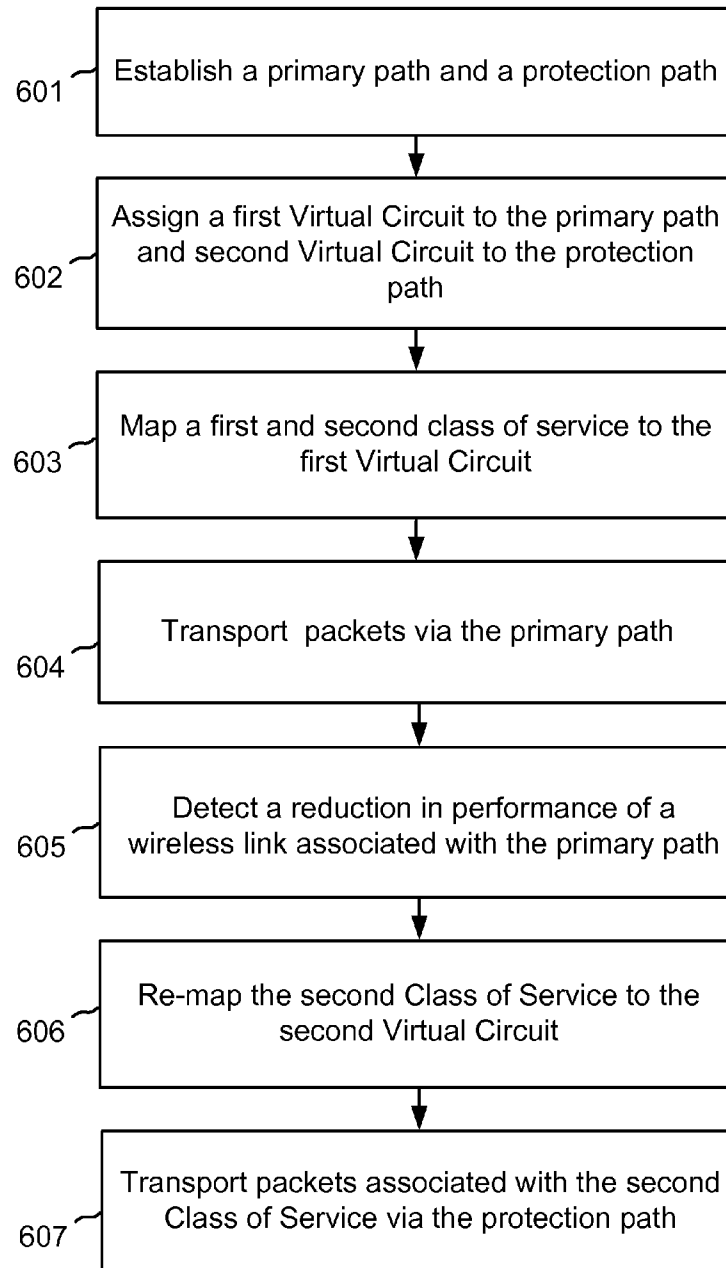 601
Establish a primary path and a protection path
602
Assign a first Virtual Circuit to the primary path
and second Virtual Circuit to the protection
path
603
Map a first and second class of service to the
first Virtual Circuit
604
Transport packets via the primary path
605
Detect a reduction in performance of a
wireless link associated with the primary path
606
Re-map the second Class of Service to the
second Virtual Circuit
607
Transport packets associated with the second
Class of Service via the protection path